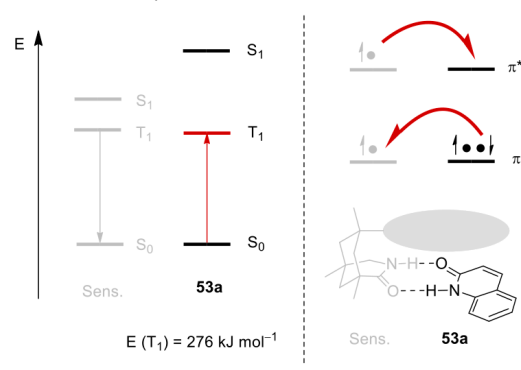 E
S₁
S₁
T₁
T₁
S₀
S₀
Sens.
53a
E (T₁) = 276 kJ mol⁻¹
π*
π
N–H---O
O---H–N
Sens.
53a